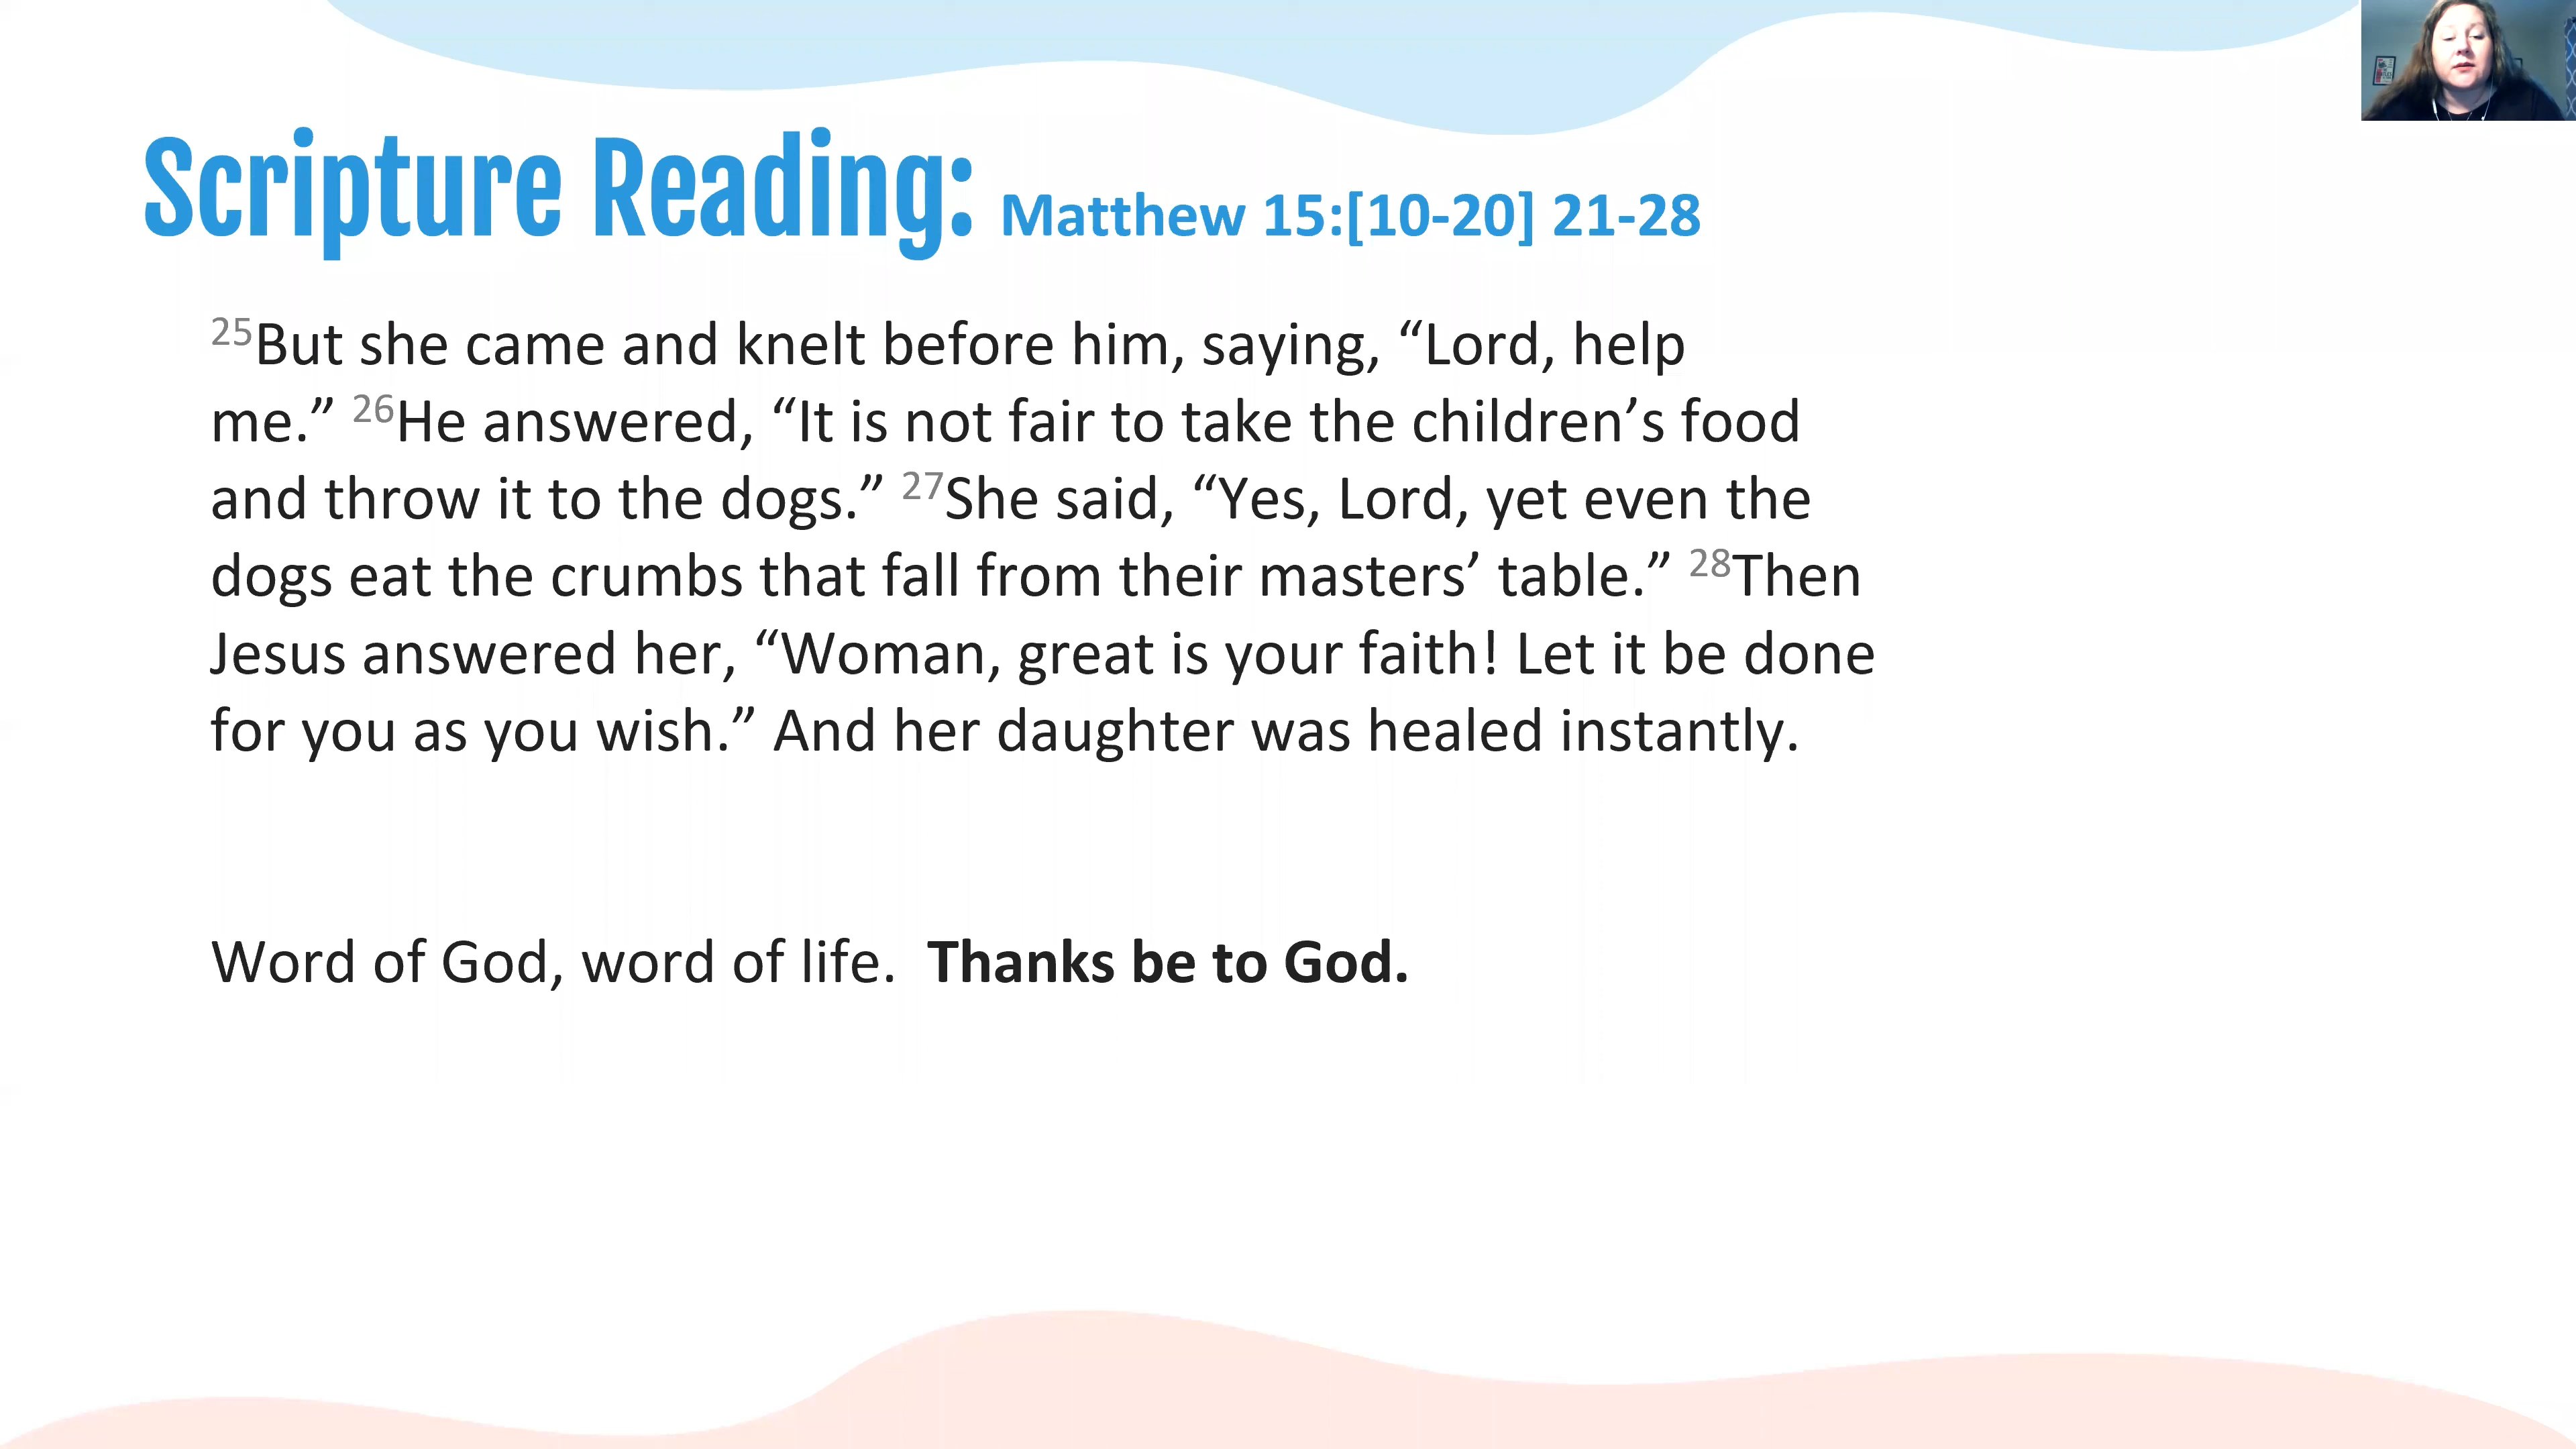 Scripture Reading: Matthew 15:[10-20] 21-28
25But she came and knelt before him, saying, “Lord, help
me.” 26He answered, “It is not fair to take the children’s food
and throw it to the dogs.” 27She said, “Yes, Lord, yet even the
dogs eat the crumbs that fall from their masters’ table.” 28Then
Jesus answered her, “Woman, great is your faith! Let it be done
for you as you wish.” And her daughter was healed instantly.
Word of God, word of life.  Thanks be to God.